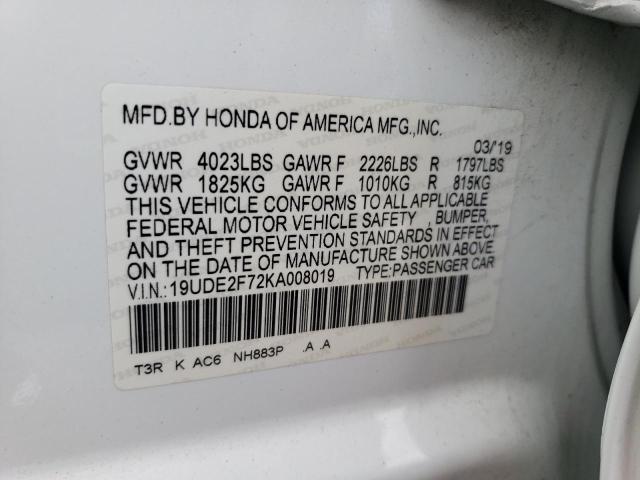 MFD.BY HONDA OF AMERICA MFG.,INC.
03/'19
GVWR 4023LBS GAWR F 2226LBS R 1797LBS
GVWR 1825KG GAWR F 1010KG R 815KG
THIS VEHICLE CONFORMS TO ALL APPLICABLE
FEDERAL MOTOR VEHICLE SAFETY , BUMPER,
AND THEFT PREVENTION STANDARDS IN EFFECT
ON THE DATE OF MANUFACTURE SHOWN ABOVE.
V.I.N.: 19UDE2F72KA008019 TYPE:PASSENGER CAR
T3R K AC6 NH883P .A .A